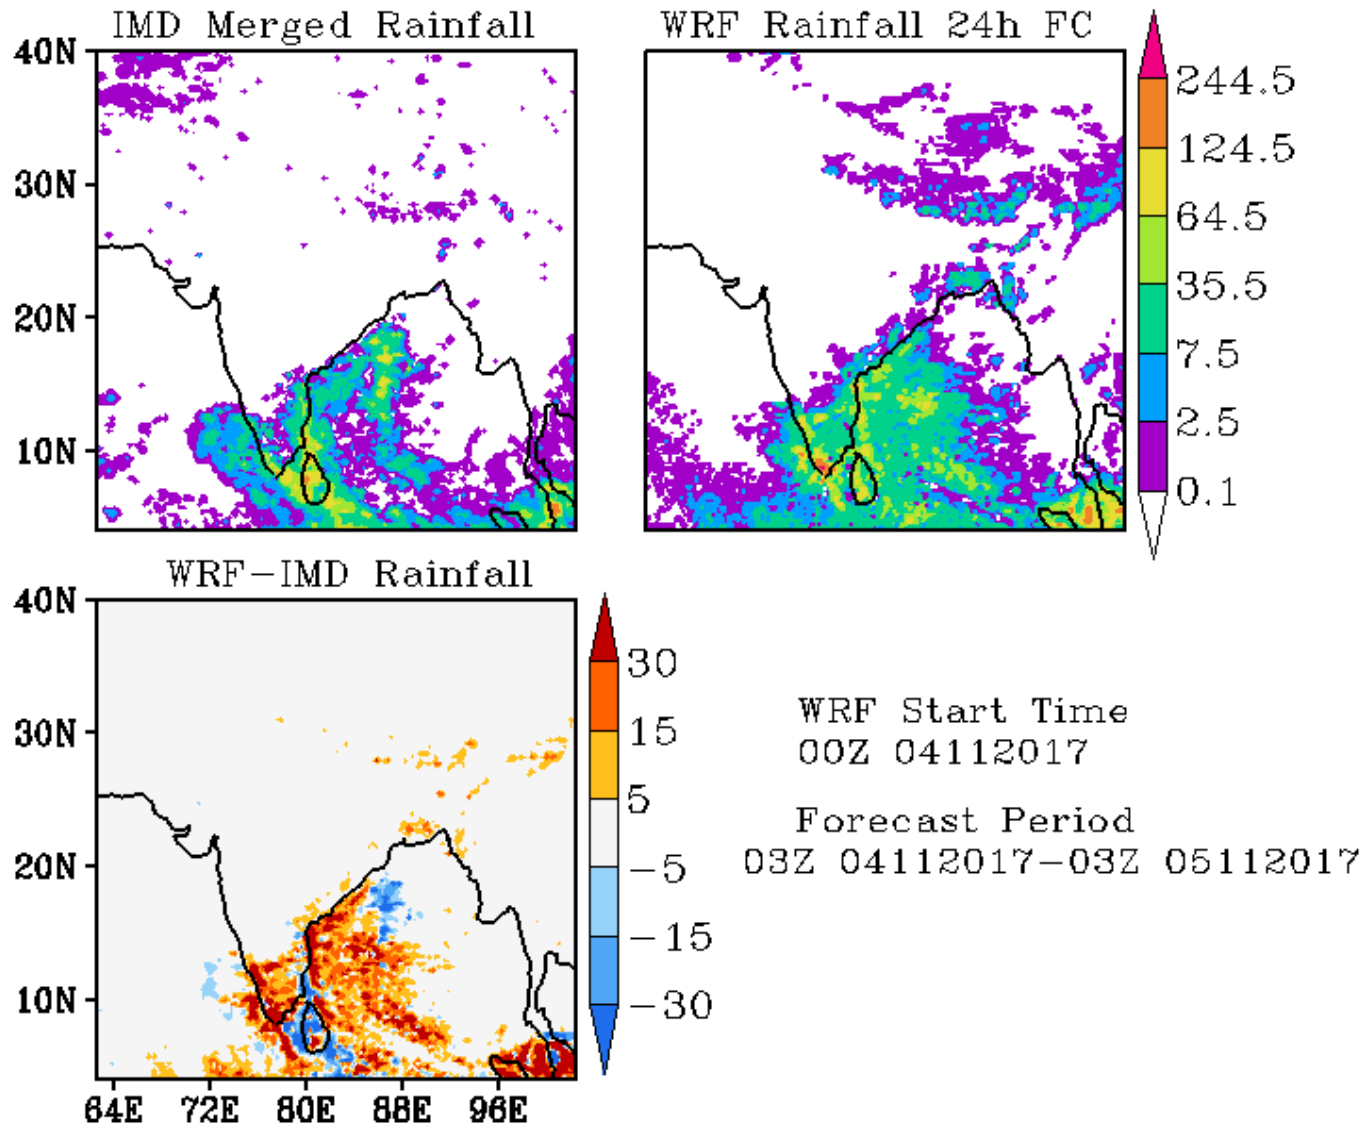 IMD Merged Rainfall
WRF Rainfall 24h FC
40N
30N
20N
10N
244.5
124.5
64.5
35.5
7.5
2.5
0.1
WRF-IMD Rainfall
40N
30N
20N
10N
64E 72E 80E 88E 96E
30
15
5
-5
-15
-30
WRF Start Time
00Z 04112017
Forecast Period
03Z 04112017-03Z 05112017